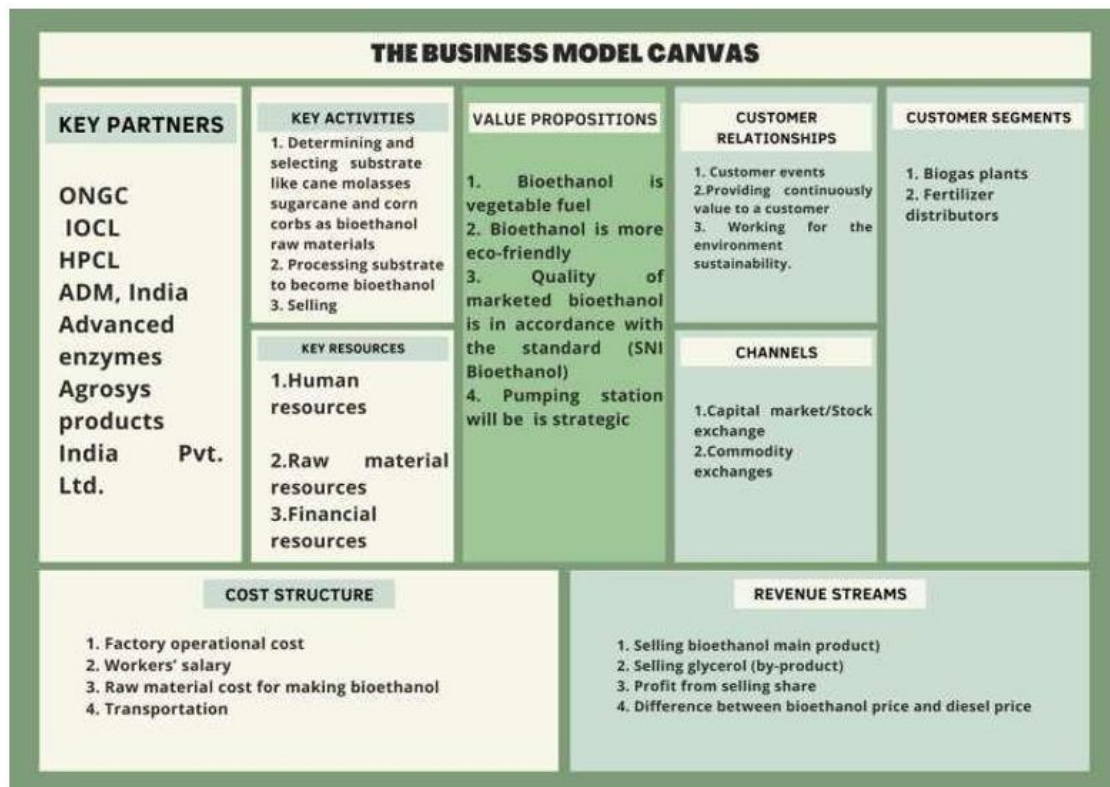 THE BUSINESS MODEL CANVAS
KEY PARTNERS
ONGC
IOCL
HPCL
ADM, India
Advanced
enzymes
Agrosys
products
India Pvt.
Ltd.
KEY ACTIVITIES
1. Determining and
selecting substrate
like cane molasses
sugarcane and corn
corbs as bioethanol
raw materials
2. Processing substrate
to become bioethanol
3. Selling
KEY RESOURCES
1.Human
resources
2.Raw material
resources
3.Financial
resources
VALUE PROPOSITIONS
1. Bioethanol is
vegetable fuel
2. Bioethanol is more
eco-friendly
3. Quality of
marketed bioethanol
is in accordance with
the standard (SNI
Bioethanol)
4. Pumping station
will be is strategic
CUSTOMER
RELATIONSHIPS
1. Customer events
2.Providing continuously
value to a customer
3. Working for the
environment
sustainability.
CHANNELS
1.Capital market/Stock
exchange
2.Commodity
exchanges
CUSTOMER SEGMENTS
1. Biogas plants
2. Fertilizer
distributors
COST STRUCTURE
1. Factory operational cost
2. Workers' salary
3. Raw material cost for making bioethanol
4. Transportation
REVENUE STREAMS
1. Selling bioethanol main product)
2. Selling glycerol (by-product)
3. Profit from selling share
4. Difference between bioethanol price and diesel price